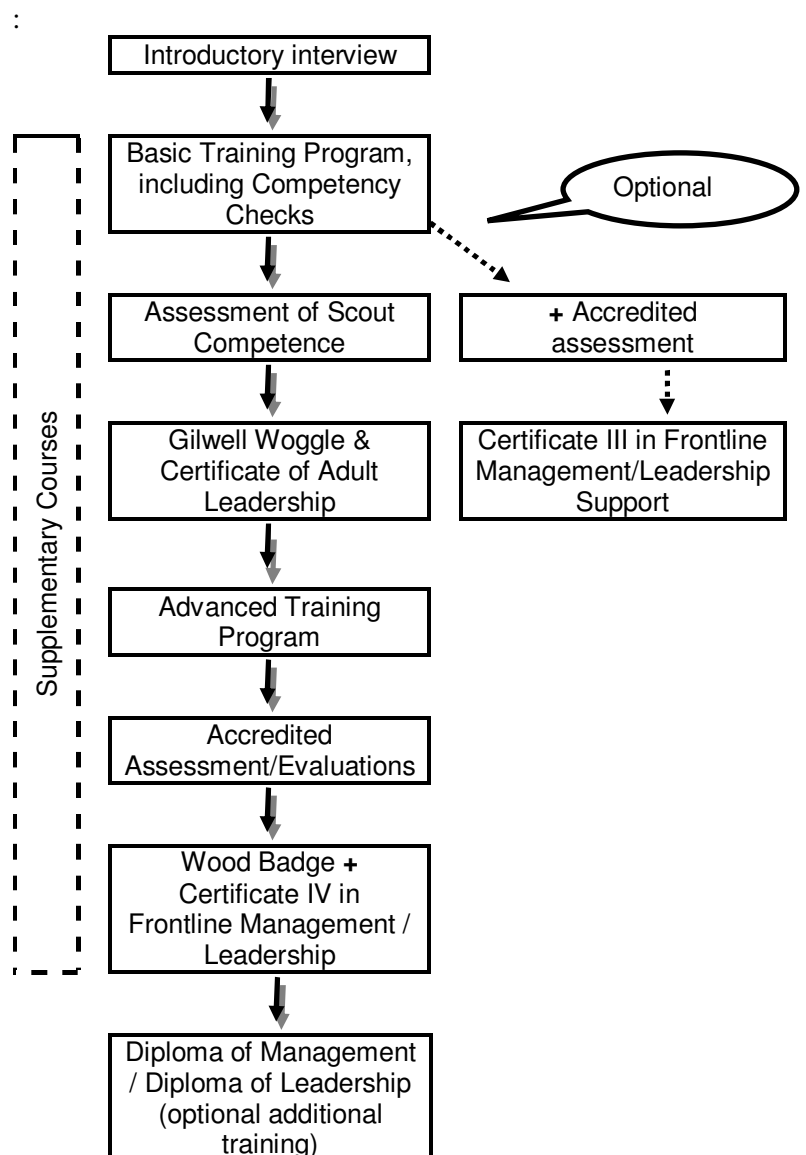 :
Introductory interview
Basic Training Program,
including Competency
Checks
Optional
Assessment of Scout
Competence
+ Accredited
assessment
Gilwell Woggle &
Certificate of Adult
Leadership
Certificate III in Frontline
Management/Leadership
Support
Supplementary Courses
Advanced Training
Program
Accredited
Assessment/Evaluations
Wood Badge +
Certificate IV in
Frontline Management /
Leadership
Diploma of Management
/ Diploma of Leadership
(optional additional
training)